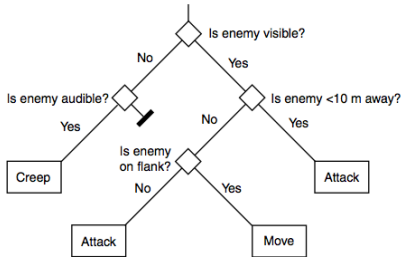 Is enemy visible?
No
Yes
Is enemy audible?
Is enemy <10 m away?
Yes
No
Yes
Is enemy
on flank?
Creep
Attack
No
Yes
Attack
Move